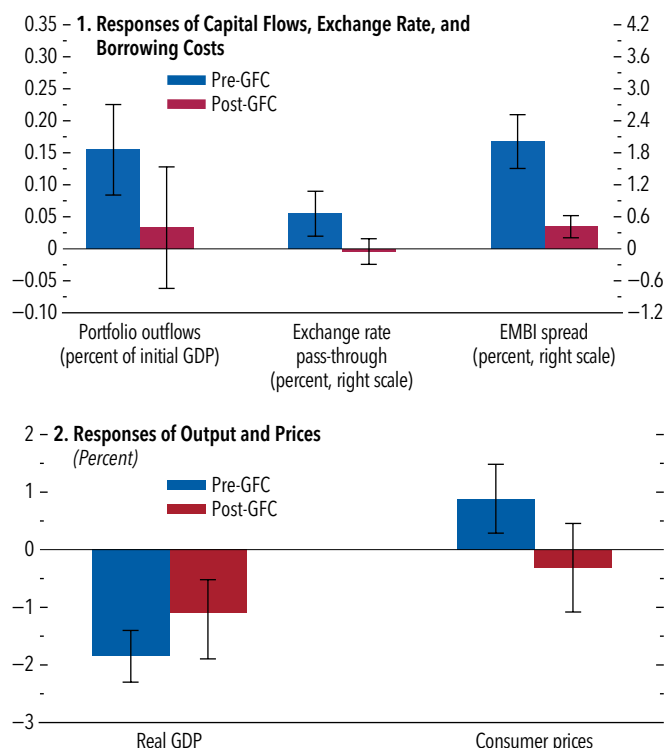 1. Responses of Capital Flows, Exchange Rate, and
Borrowing Costs
Pre-GFC
Post-GFC
0.35
0.30
0.25
0.20
0.15
0.10
0.05
0
−0.05
−0.10
4.2
3.6
3.0
2.4
1.8
1.2
0.6
0
−0.6
−1.2
Portfolio outflows
(percent of initial GDP)
Exchange rate
pass-through
(percent, right scale)
EMBI spread
(percent, right scale)
2. Responses of Output and Prices
(Percent)
Pre-GFC
Post-GFC
2
1
0
−1
−2
−3
Real GDP
Consumer prices